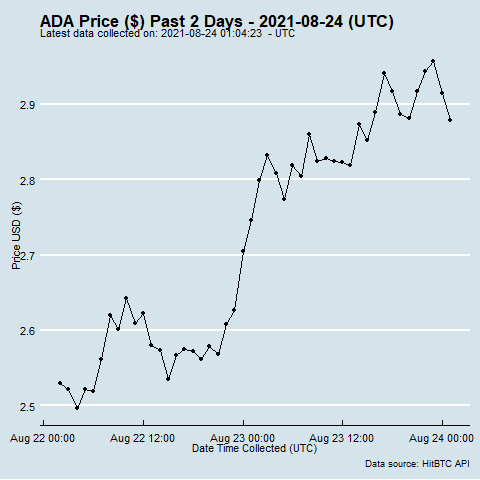 ADA Price ($) Past 2 Days - 2021-08-24 (UTC)
Latest data collected on: 2021-08-24 01:04:23 - UTC
2.9
2.8
2.7
2.6
2.5
Price USD ($)
Aug 22 00:00 Aug 22 12:00 Aug 23 00:00 Aug 23 12:00 Aug 24 00:00
Date Time Collected (UTC)
Data source: HitBTC API